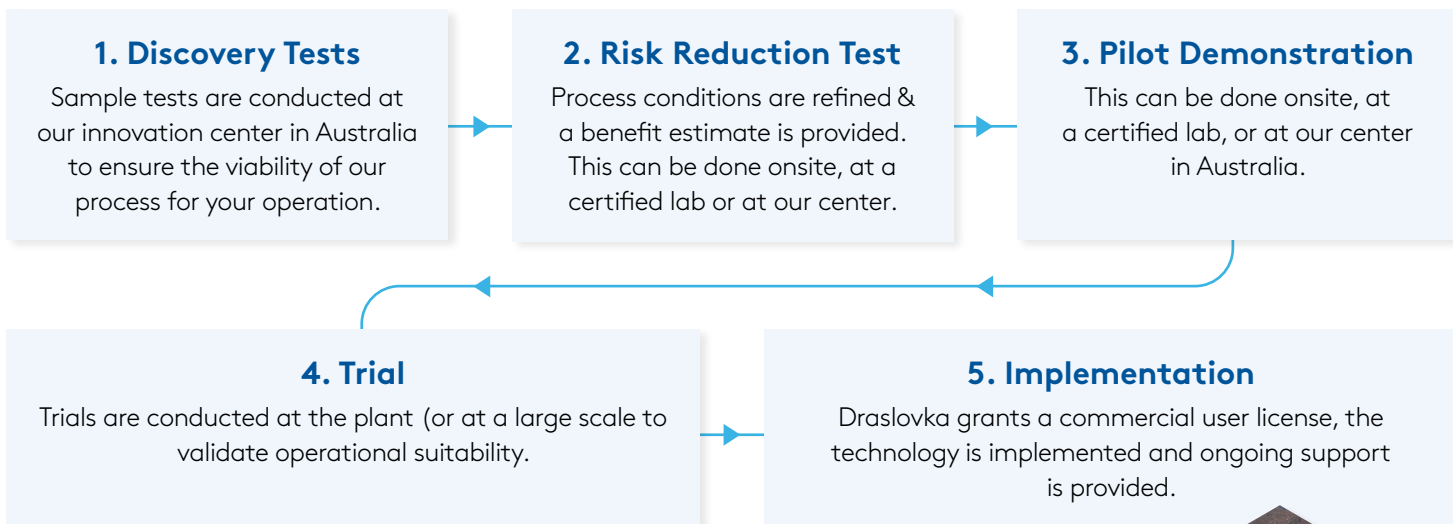 1. Discovery Tests
Sample tests are conducted at
our innovation center in Australia
to ensure the viability of our
process for your operation.
2. Risk Reduction Test
Process conditions are refined &
a benefit estimate is provided.
This can be done onsite, at a
certified lab or at our center.
3. Pilot Demonstration
This can be done onsite, at
a certified lab, or at our center
in Australia.
4. Trial
Trials are conducted at the plant (or at a large scale to
validate operational suitability.
5. Implementation
Draslovka grants a commercial user license, the
technology is implemented and ongoing support
is provided.